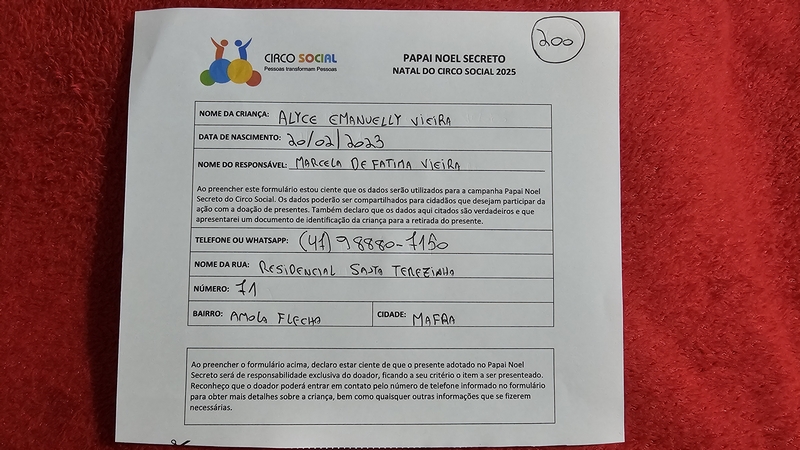 CIRCO SOCIAL
Pessoas transformam Pessoas
PAPAI NOEL SECRETO
NATAL DO CIRCO SOCIAL 2025
200
NOME DA CRIANÇA: ALYCE EMANUELLY VIEIRA
DATA DE NASCIMENTO: 20/02/2023
NOME DO RESPONSÁVEL: MARCELA DE FATIMA VIEIRA
Ao preencher este formulário estou ciente que os dados serão utilizados para a campanha Papai Noel
Secreto do Circo Social. Os dados poderão ser compartilhados para cidadãos que desejam participar da
ação com a doação de presentes. Também declaro que os dados aqui citados são verdadeiros e que
apresentarei um documento de identificação da criança para a retirada do presente.
TELEFONE OU WHATSAPP: (47) 98880-7150
NOME DA RUA: RESIDENCIAL SANTA TEREZINHA
NÚMERO: 71
BAIRRO: AMOLA FLECHA CIDADE: MAFRA
Ao preencher o formulário acima, declaro estar ciente de que o presente adotado no Papai Noel
Secreto será de responsabilidade exclusiva do doador, ficando a seu critério o item a ser presenteado.
Reconheço que o doador poderá entrar em contato pelo número de telefone informado no formulário
para obter mais detalhes sobre a criança, bem como quaisquer outras informações que se fizerem
necessárias.